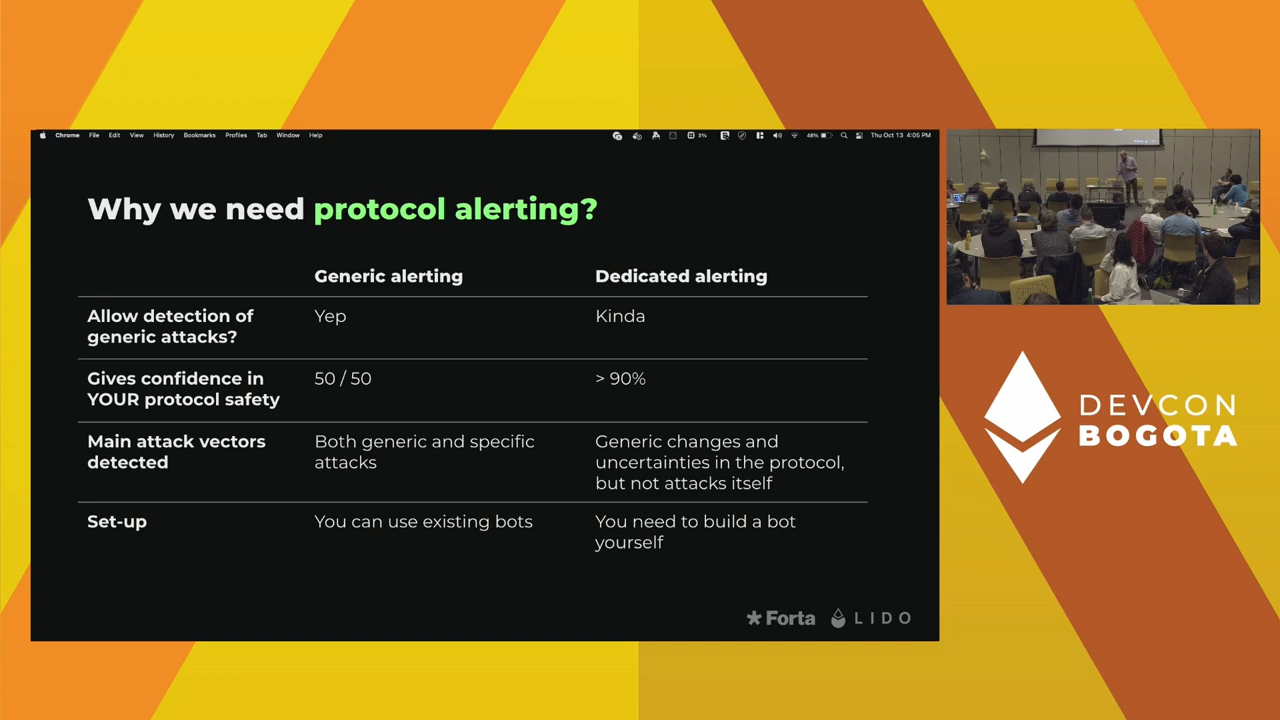 Chrome File Edit View History Bookmarks Profiles Tab Window Help
3% 48% Thu Oct 13 4:05 PM
Why we need protocol alerting?
Generic alerting Dedicated alerting
Allow detection of Yep Kinda
generic attacks?
Gives confidence in 50 / 50 > 90%
YOUR protocol safety
Main attack vectors Both generic and specific Generic changes and
detected attacks uncertainties in the protocol,
but not attacks itself
Set-up You can use existing bots You need to build a bot
yourself
Forta LIDO
DEVCON
BOGOTA